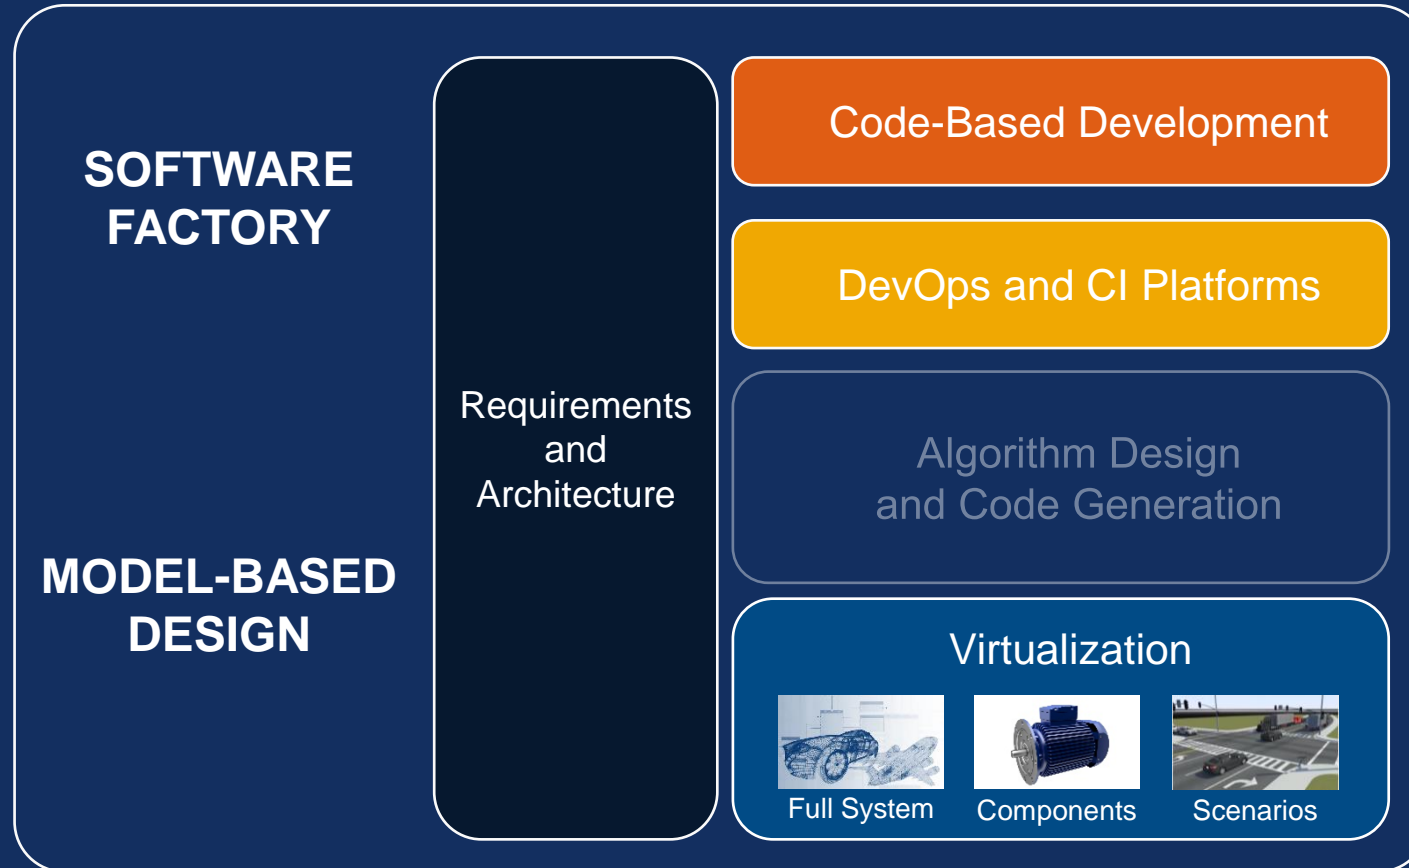 SOFTWARE
FACTORY
MODEL-BASED
DESIGN
Requirements
and
Architecture
Code-Based Development
DevOps and CI Platforms
Algorithm Design
and Code Generation
Virtualization
Full System
Components
Scenarios